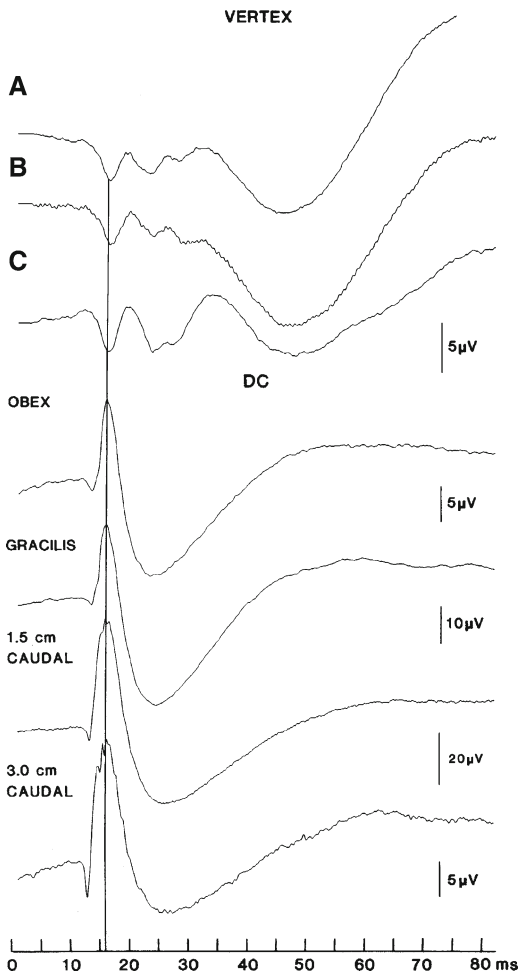 VERTEX
A
B
C
5µV
DC
OBEX
5µV
GRACILIS
10µV
1.5 cm
CAUDAL
20µV
3.0 cm
CAUDAL
5µV
0 10 20 30 40 50 60 70 80 ms